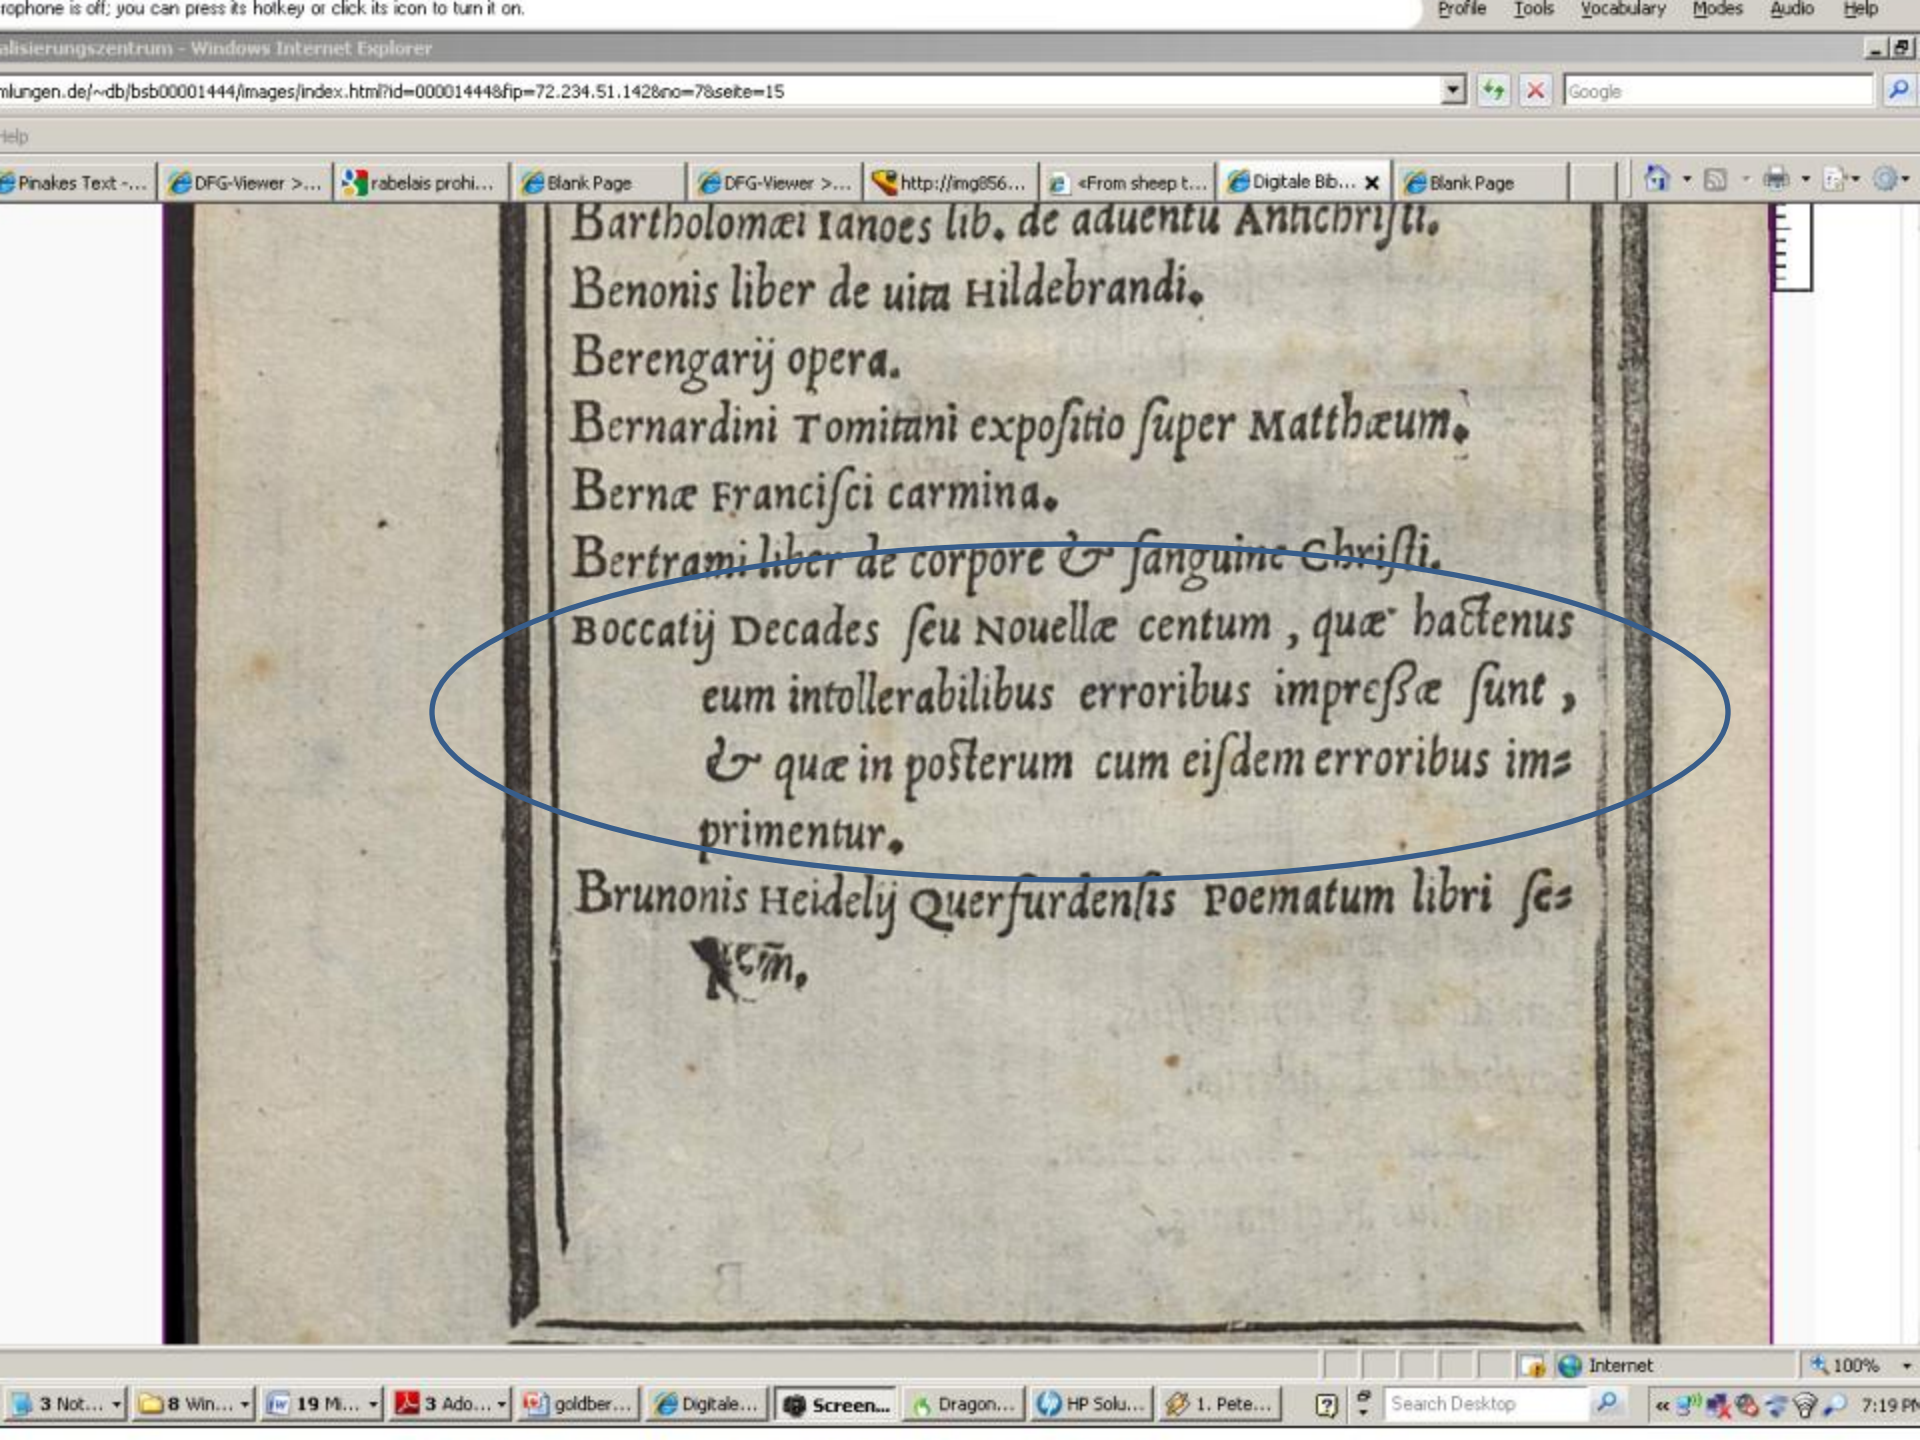 rophone is off; you can press its hotkey or click its icon to turn it on.
Profile Tools Vocabulary Modes Audio Help
alisierungszentrum - Windows Internet Explorer
mlungen.de/~db/bsb00001444/images/index.html?id=00001444&fip=72.234.51.142&no=7&seite=15
Google
Help
Pinakes Text -... DFG-Viewer >... rabelais prohi... Blank Page DFG-Viewer >... http://img856... «From sheep t... Digitale Bib... Blank Page
Bartholomæi Ianoes lib. de aduentu Antichriſti.
Benonis liber de uita Hildebrandi.
Berengarij opera.
Bernardini Tomitani expoſitio ſuper Matthæum.
Bernæ Franciſci carmina.
Bertrami liber de corpore & ſanguine Chriſti.
Boccatij Decades ſeu Nouellæ centum, quæ hactenus
eum intollerabilibus erroribus impreſſæ ſunt,
& quæ in poſterum cum eiſdem erroribus im=
primentur.
Brunonis Heidelij Querfurdenſis Poematum libri ſe=
Internet 100%
3 Not... 8 Win... 19 Mi... 3 Ado... goldber... Digitale... Screen... Dragon... HP Solu... 1. Pete... Search Desktop « 7:19 PM